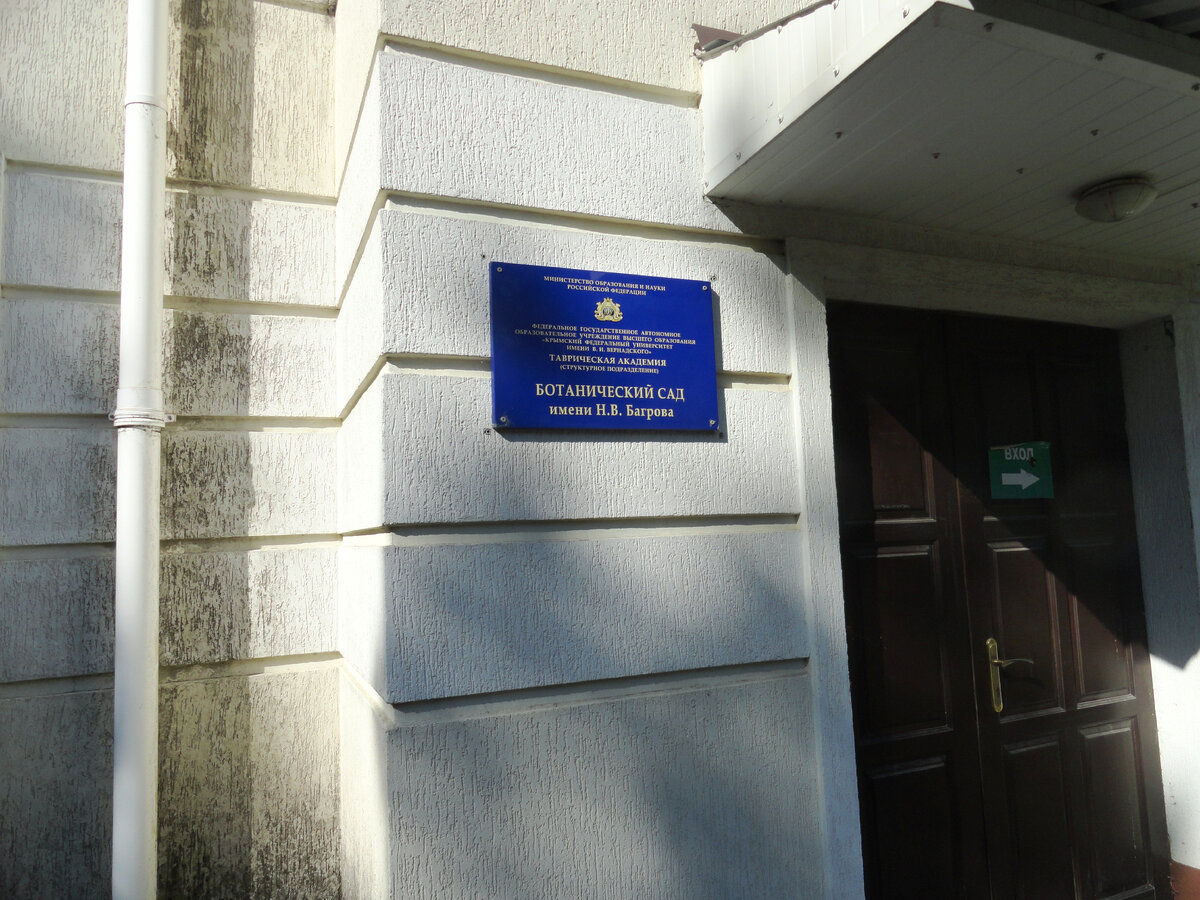 МИНИСТЕРСТВО ОБРАЗОВАНИЯ И НАУКИ
РОССИЙСКОЙ ФЕДЕРАЦИИ
ФЕДЕРАЛЬНОЕ ГОСУДАРСТВЕННОЕ АВТОНОМНОЕ
ОБРАЗОВАТЕЛЬНОЕ УЧРЕЖДЕНИЕ ВЫСШЕГО ОБРАЗОВАНИЯ
«КРЫМСКИЙ ФЕДЕРАЛЬНЫЙ УНИВЕРСИТЕТ
ИМЕНИ В. И. ВЕРНАДСКОГО»
ТАВРИЧЕСКАЯ АКАДЕМИЯ
(СТРУКТУРНОЕ ПОДРАЗДЕЛЕНИЕ)
БОТАНИЧЕСКИЙ САД
имени Н.В. Багрова
ВХОД